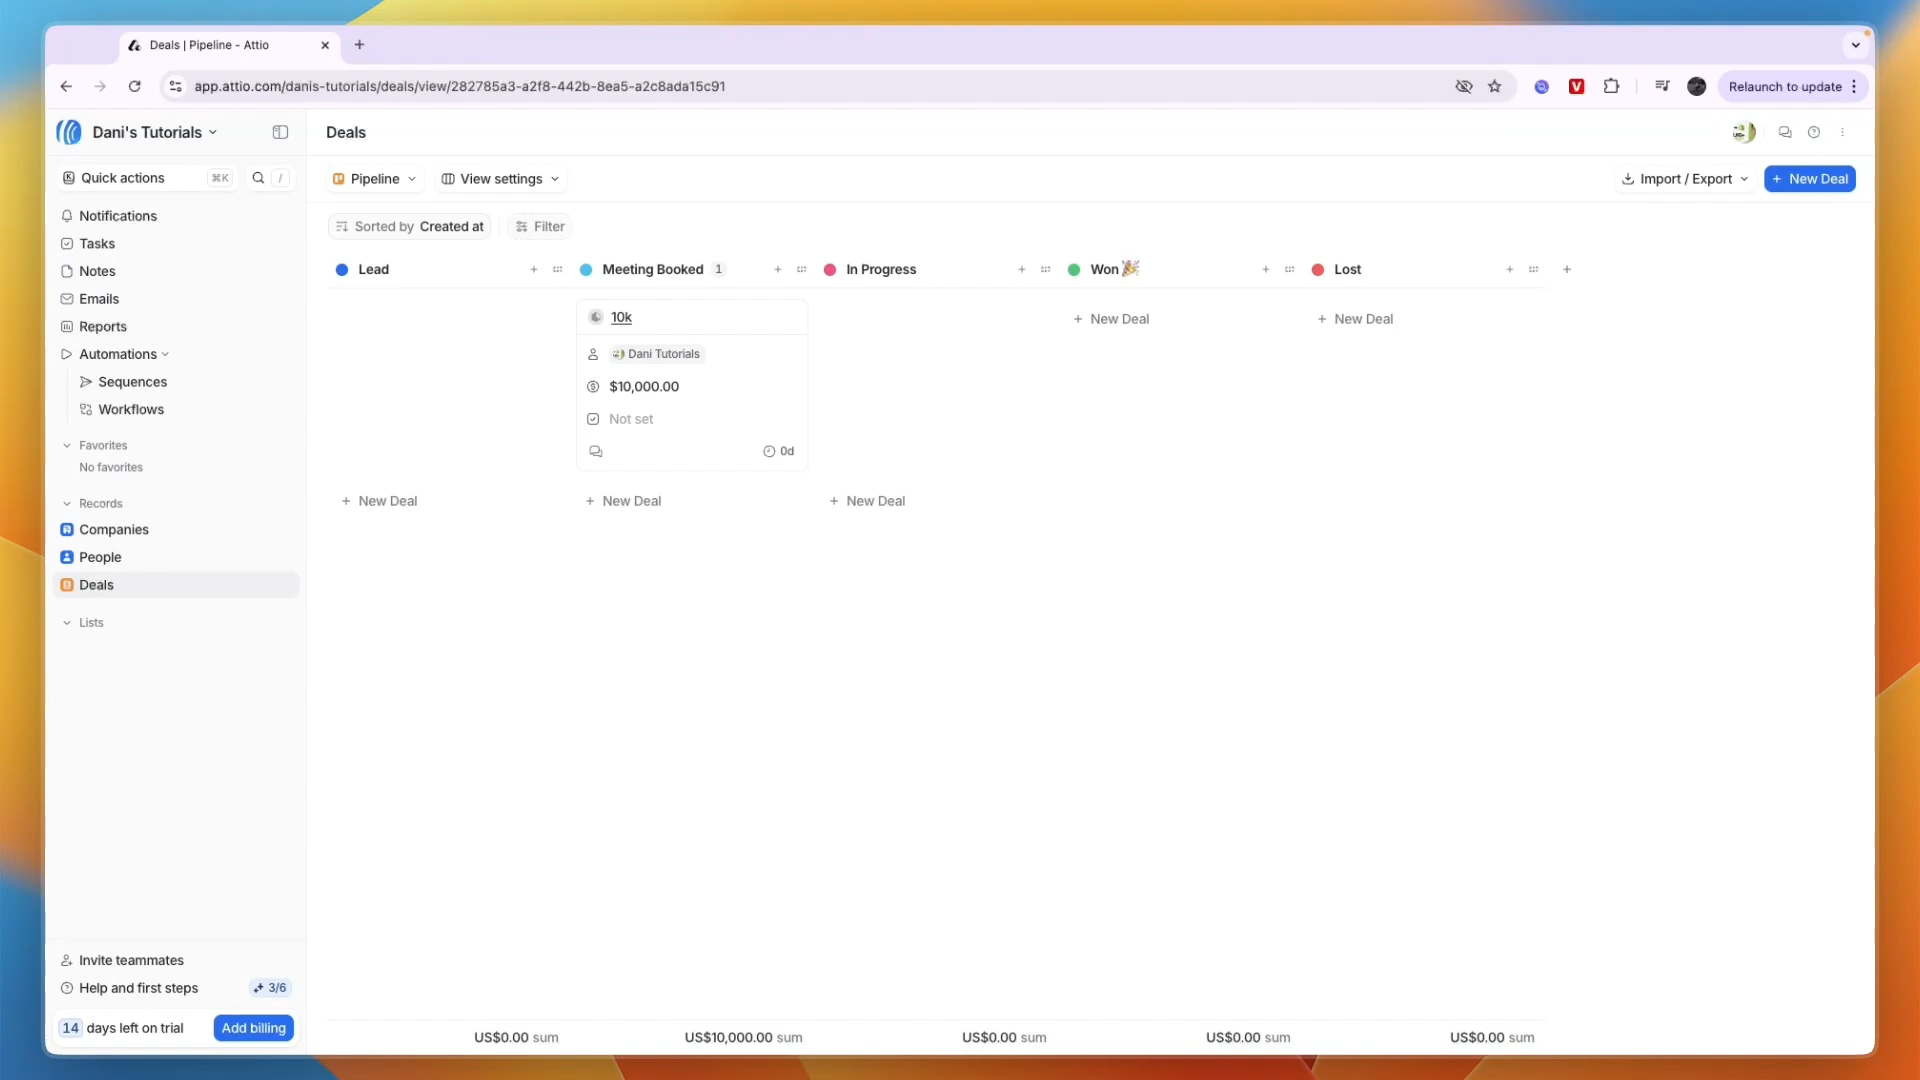 Deals | Pipeline - Attio
app.attio.com/danis-tutorials/deals/view/282785a3-a2f8-442b-8ea5-a2c8ada15c91
Relaunch to update
Dani's Tutorials
Deals
Quick actions ⌘K /
Pipeline
View settings
Import / Export
+ New Deal
Notifications
Sorted by Created at
Filter
Tasks
Notes
Emails
Reports
Automations
Sequences
Workflows
Favorites
No favorites
Records
Companies
People
Deals
Lists
Lead
Meeting Booked 1
In Progress
Won 🎉
Lost
10k
Dani Tutorials
$10,000.00
Not set
0d
+ New Deal
+ New Deal
+ New Deal
+ New Deal
+ New Deal
Invite teammates
Help and first steps 3/6
14 days left on trial
Add billing
US$0.00 sum
US$10,000.00 sum
US$0.00 sum
US$0.00 sum
US$0.00 sum